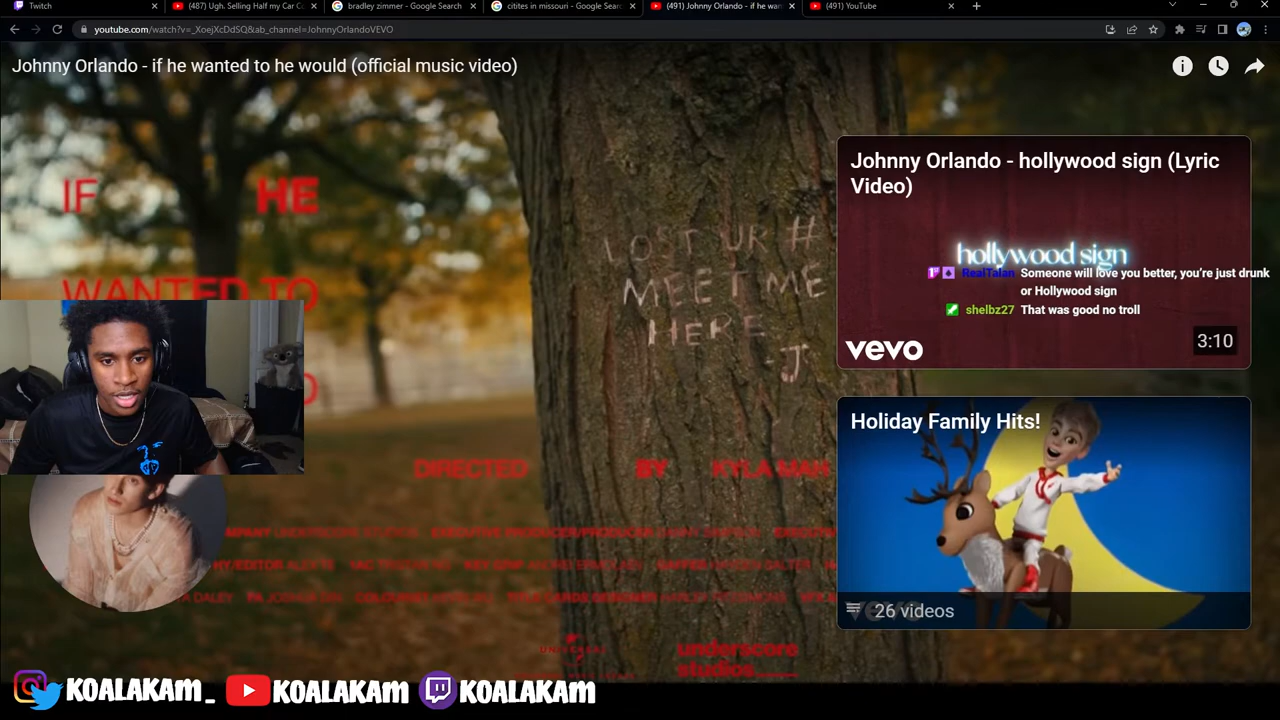 Twitch
(487) Ugh. Selling Half my Car C
bradley zimmer - Google Search
citites in missouri - Google Searc
(491) Johnny Orlando - if he wan
(491) YouTube
youtube.com/watch?v=_XoejXcDdSQ&ab_channel=JohnnyOrlandoVEVO
Johnny Orlando - if he wanted to he would (official music video)
Johnny Orlando - hollywood sign (Lyric
Video)
IF HE
WANTED TO
LOST UR #
MEET ME
HERE
-J
hollywood sign
RealTalan Someone will love you better, you're just drunk
or Hollywood sign
shelbz27 That was good no troll
vevo
3:10
Holiday Family Hits!
DIRECTED BY KYLA MAH
26 videos
underscore
studios
KOALAKAM_
KOALAKAM
KOALAKAM